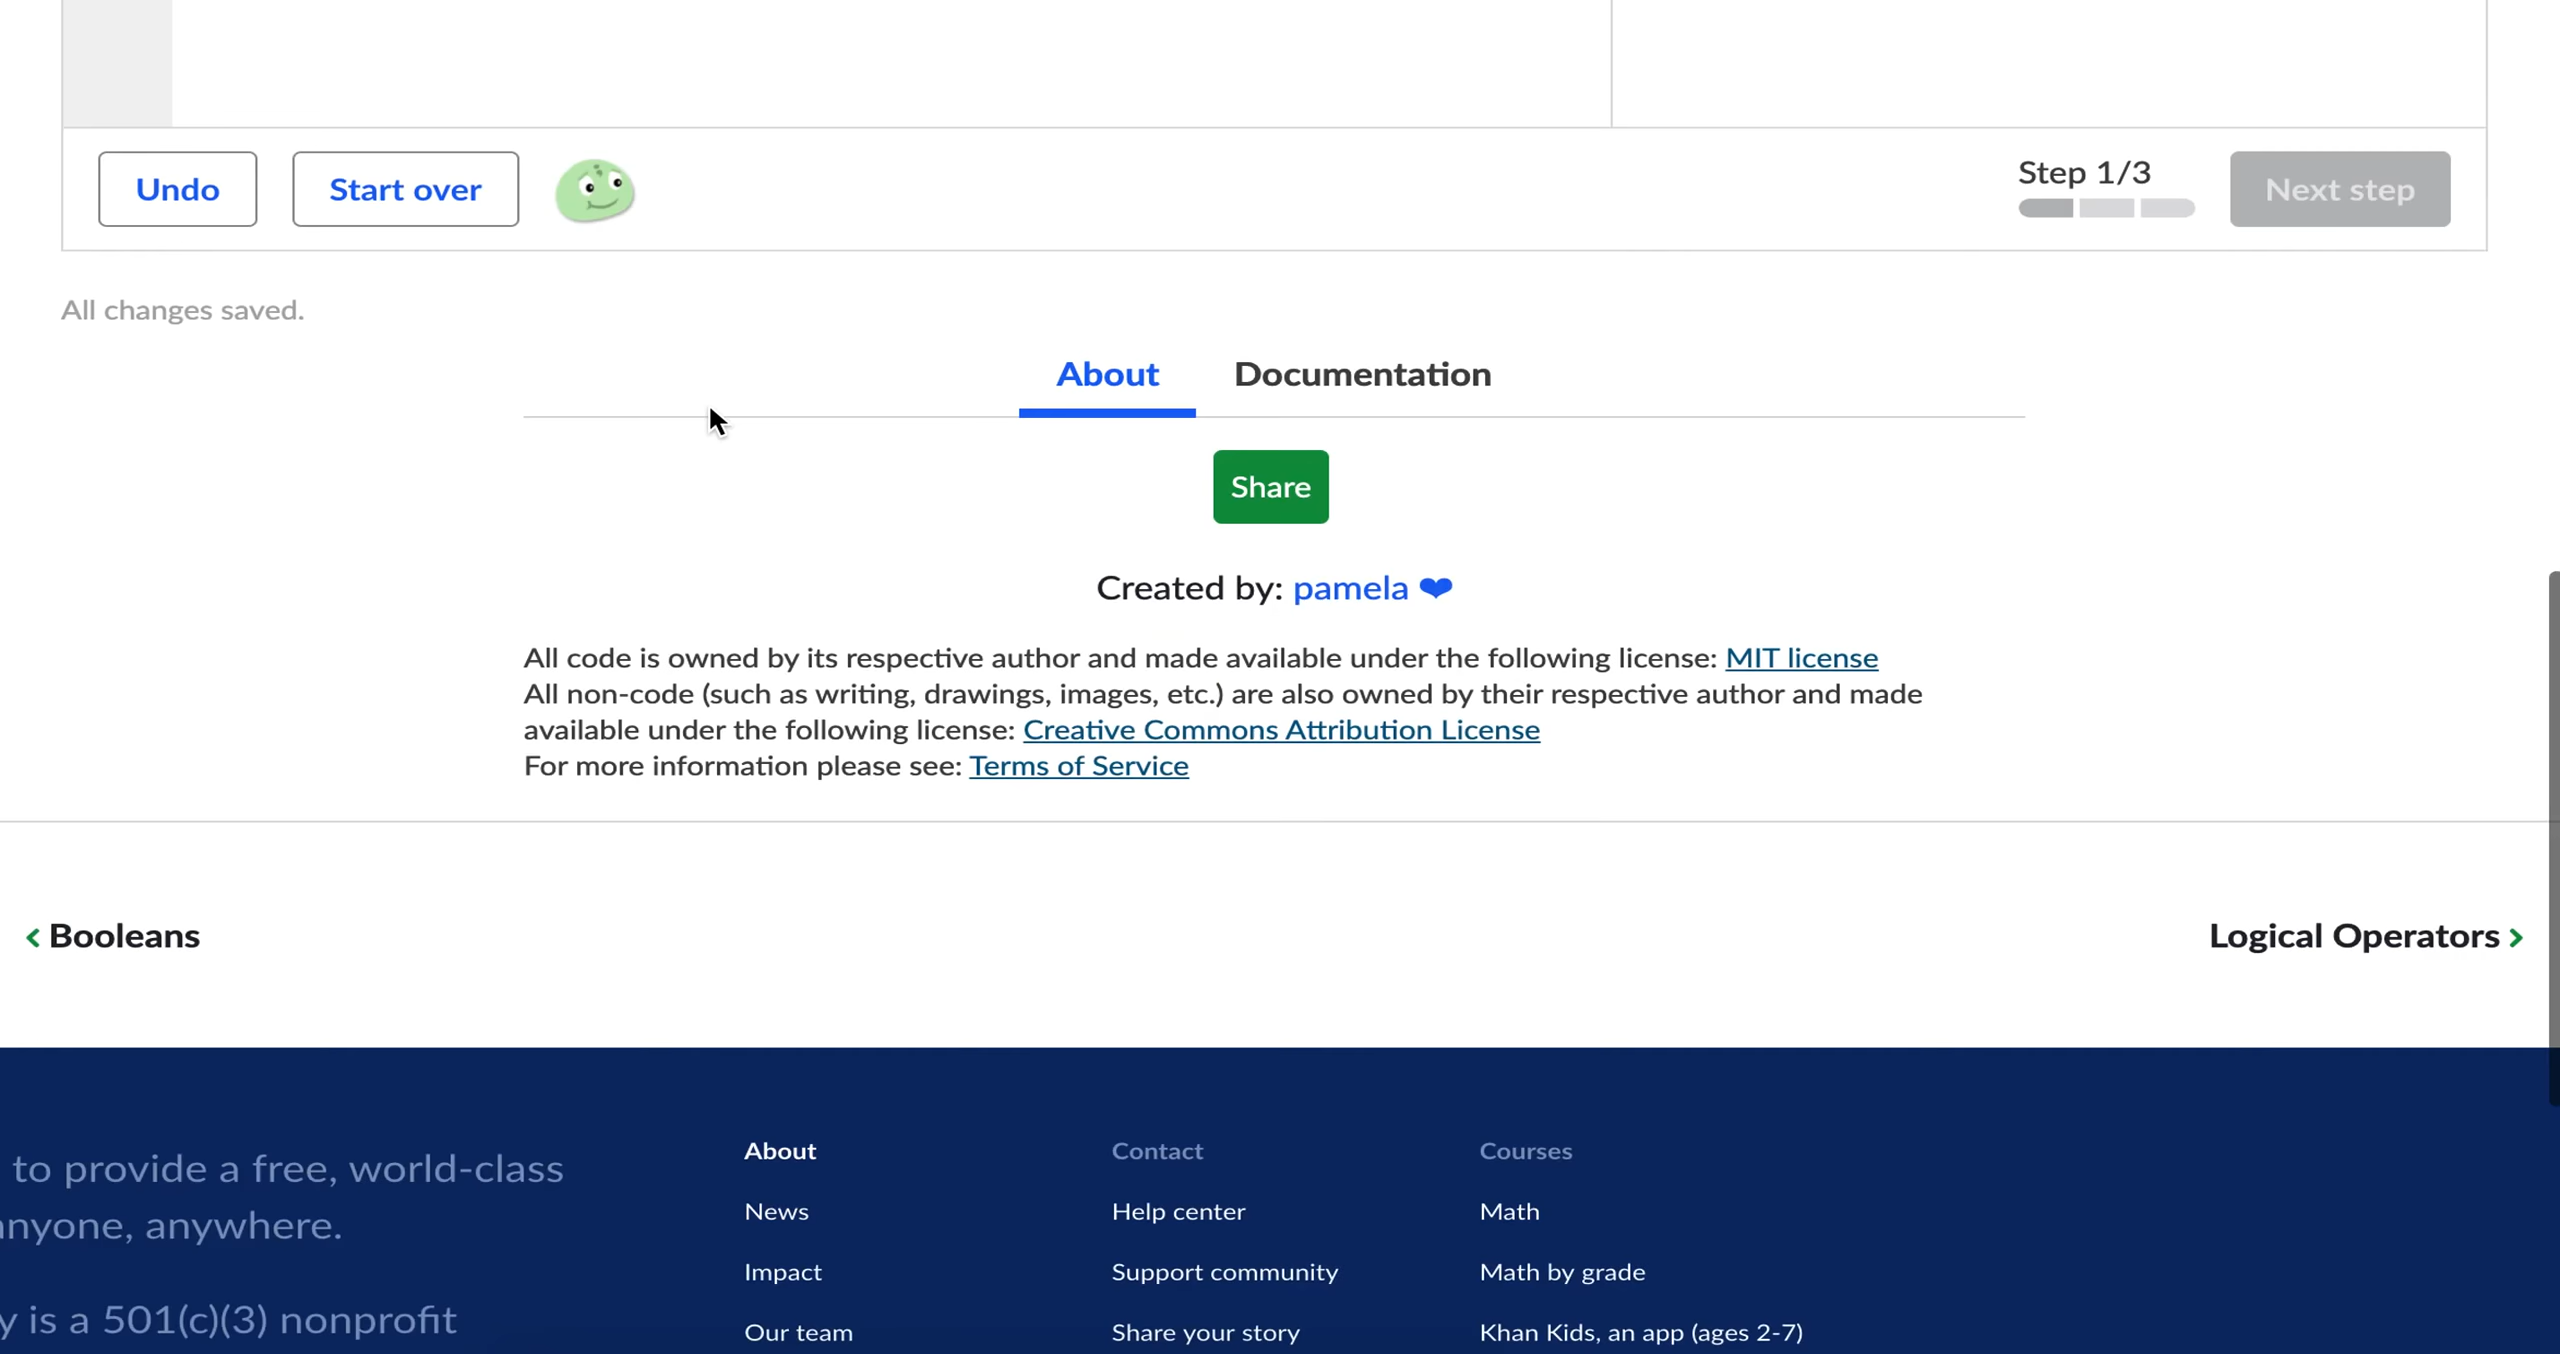 Undo
Start over
Step 1/3
Next step
All changes saved.
About
Documentation
Share
Created by: pamela
All code is owned by its respective author and made available under the following license: MIT license
All non-code (such as writing, drawings, images, etc.) are also owned by their respective author and made
available under the following license: Creative Commons Attribution License
For more information please see: Terms of Service
Booleans
Logical Operators
to provide a free, world-class
anyone, anywhere.
is a 501(c)(3) nonprofit
About
News
Impact
Our team
Contact
Help center
Support community
Share your story
Courses
Math
Math by grade
Khan Kids, an app (ages 2-7)